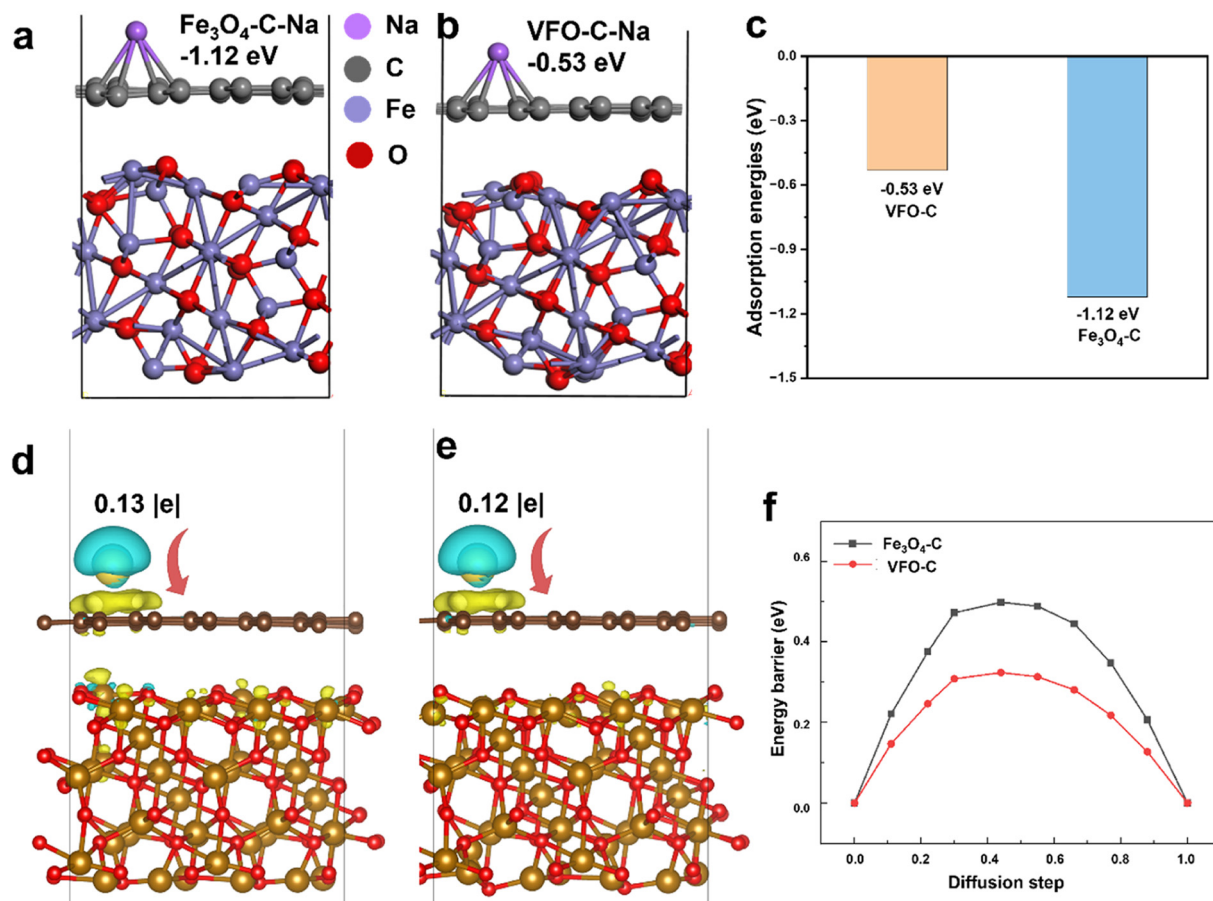 a
Fe₃O₄-C-Na
-1.12 eV
Na
C
Fe
O
b
VFO-C-Na
-0.53 eV
c
Adsorption energies (eV)
0.0
−0.3
−0.6
−0.9
−1.2
−1.5
-0.53 eV
VFO-C
-1.12 eV
Fe₃O₄-C
d
0.13 |e|
e
0.12 |e|
f
Energy barrier (eV)
0.6
0.4
0.2
0.0
Fe₃O₄-C
VFO-C
0.0 0.2 0.4 0.6 0.8 1.0
Diffusion step